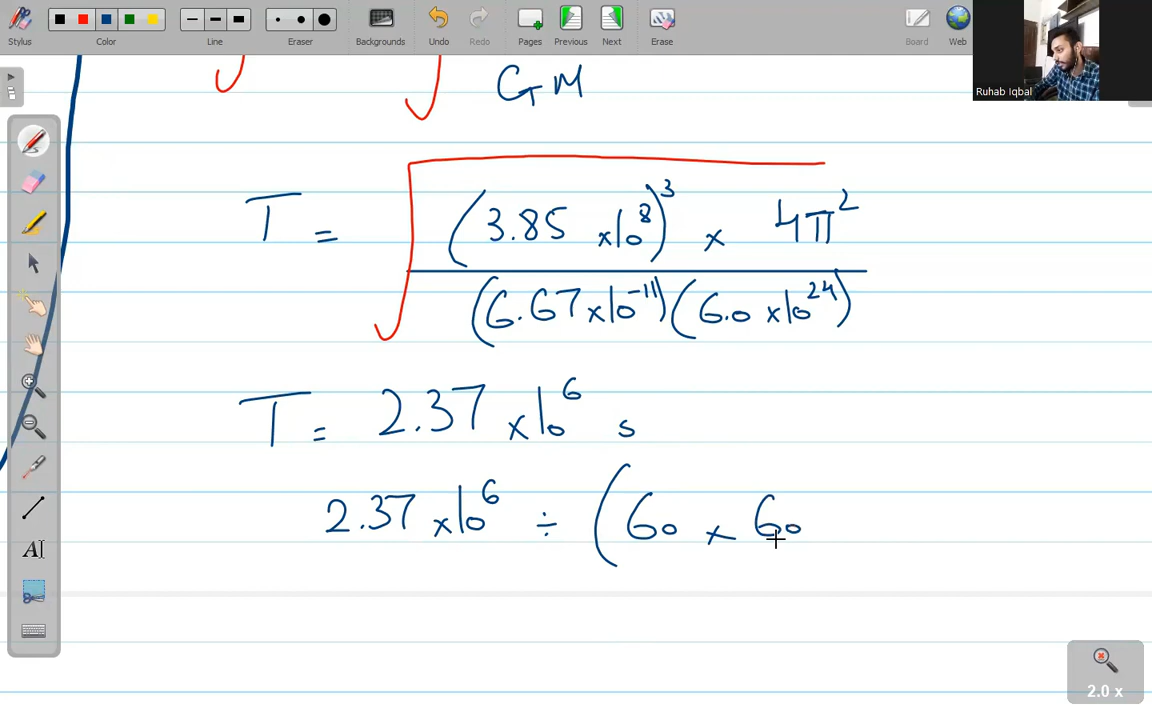 Stylus Color Line Eraser Backgrounds Undo Redo Pages Previous Next Erase Board Web
Ruhab Iqbal
GM
T = √((3.85 ×10⁸)³ × 4π² / (6.67×10⁻¹¹)(6.0 ×10²⁴))
T = 2.37 ×10⁶ s
2.37 ×10⁶ ÷ (60 × 60
2.0 x